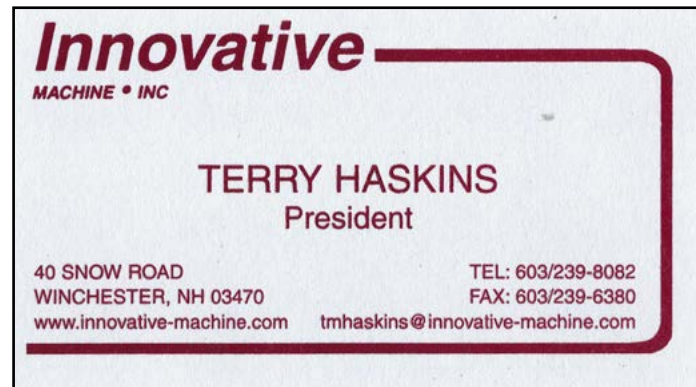 Innovative
MACHINE • INC
TERRY HASKINS
President
40 SNOW ROAD
WINCHESTER, NH 03470
www.innovative-machine.com
TEL: 603/239-8082
FAX: 603/239-6380
tmhaskins@innovative-machine.com